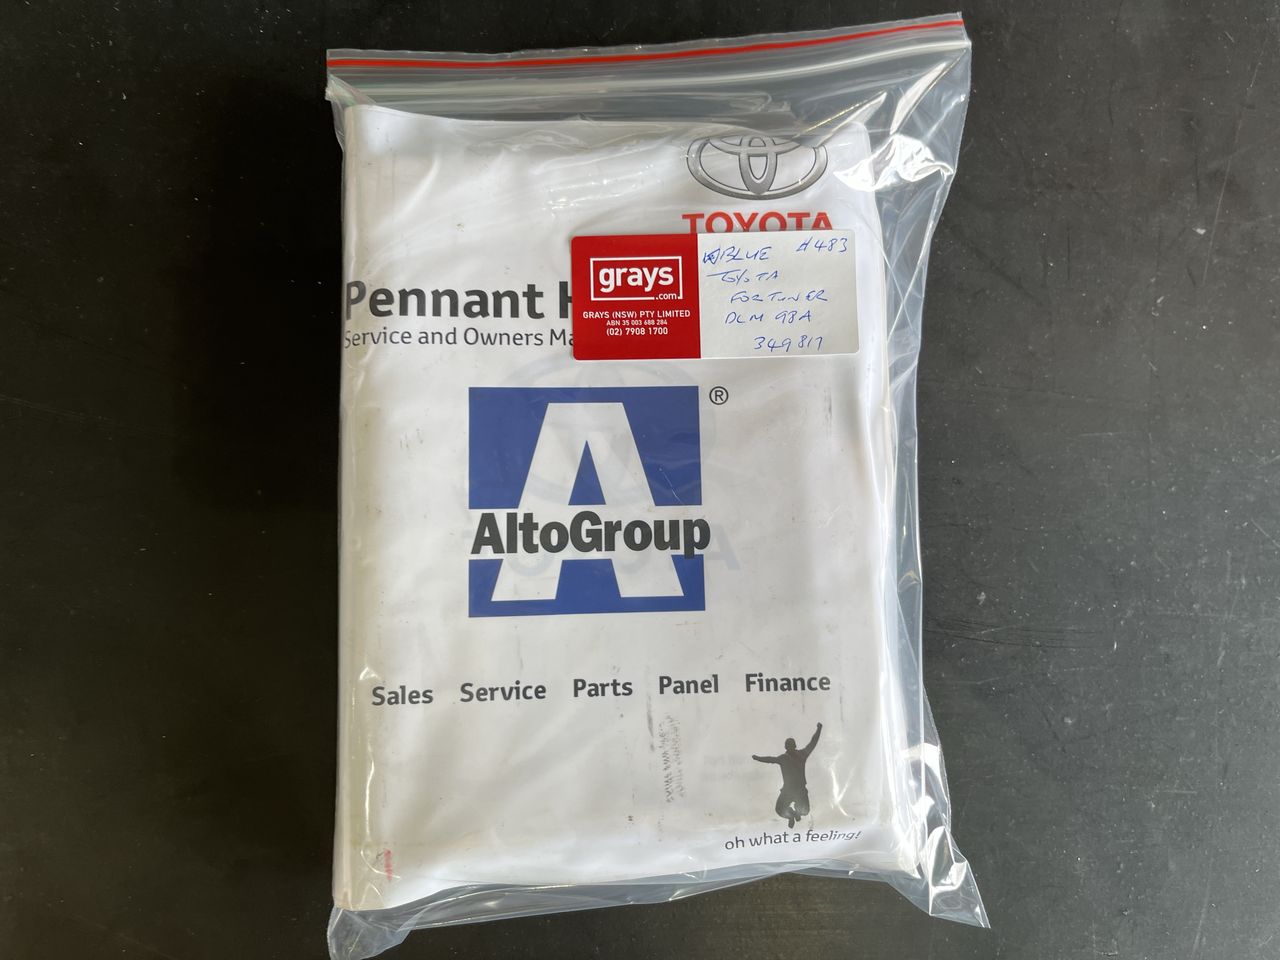 TOYOTA
Pennant H
Service and Owners Ma
grays
.com
GRAYS (NSW) PTY LIMITED
ABN 35 003 688 284
(02) 7908 1700
BLUE #483
TOYOTA
FORTUNER
DLM 98A
349817
®
AltoGroup
Sales Service Parts Panel Finance
oh what a feeling!